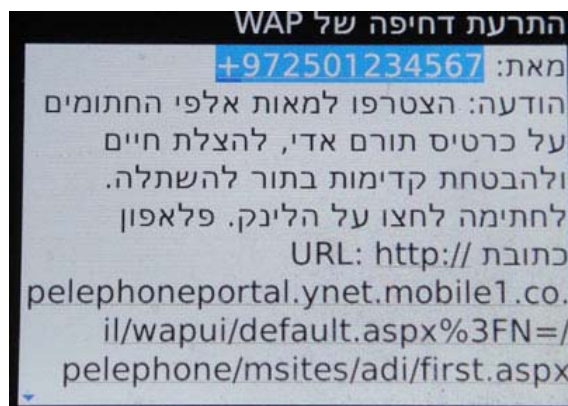 התרעת דחיפה של WAP
מאת: +972501234567
הודעה: הצטרפו למאות אלפי החתומים
על כרטיס תורם אדי, להצלת חיים
ולהבטחת קדימות בתור להשתלה.
לחתימה לחצו על הלינק. פלאפון
כתובת URL: http://
pelephoneportal.ynet.mobile1.co.
il/wapui/default.aspx%3FN=/
pelephone/msites/adi/first.aspx